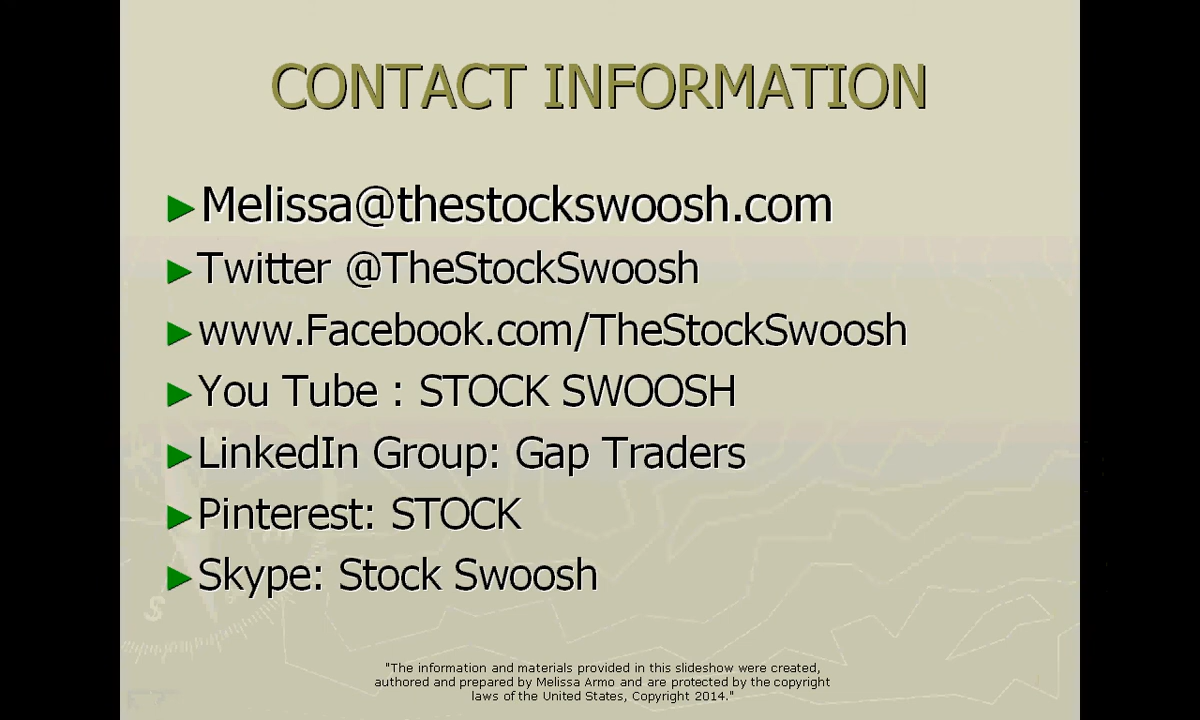 CONTACT INFORMATION
►Melissa@thestockswoosh.com
►Twitter @TheStockSwoosh
►www.Facebook.com/TheStockSwoosh
►You Tube : STOCK SWOOSH
►LinkedIn Group: Gap Traders
►Pinterest: STOCK
►Skype: Stock Swoosh
S
"The information and materials provided in this slideshow were created,
authored and prepared by Melissa Armo and are protected by the copyright
laws of the United States, Copyright 2014."